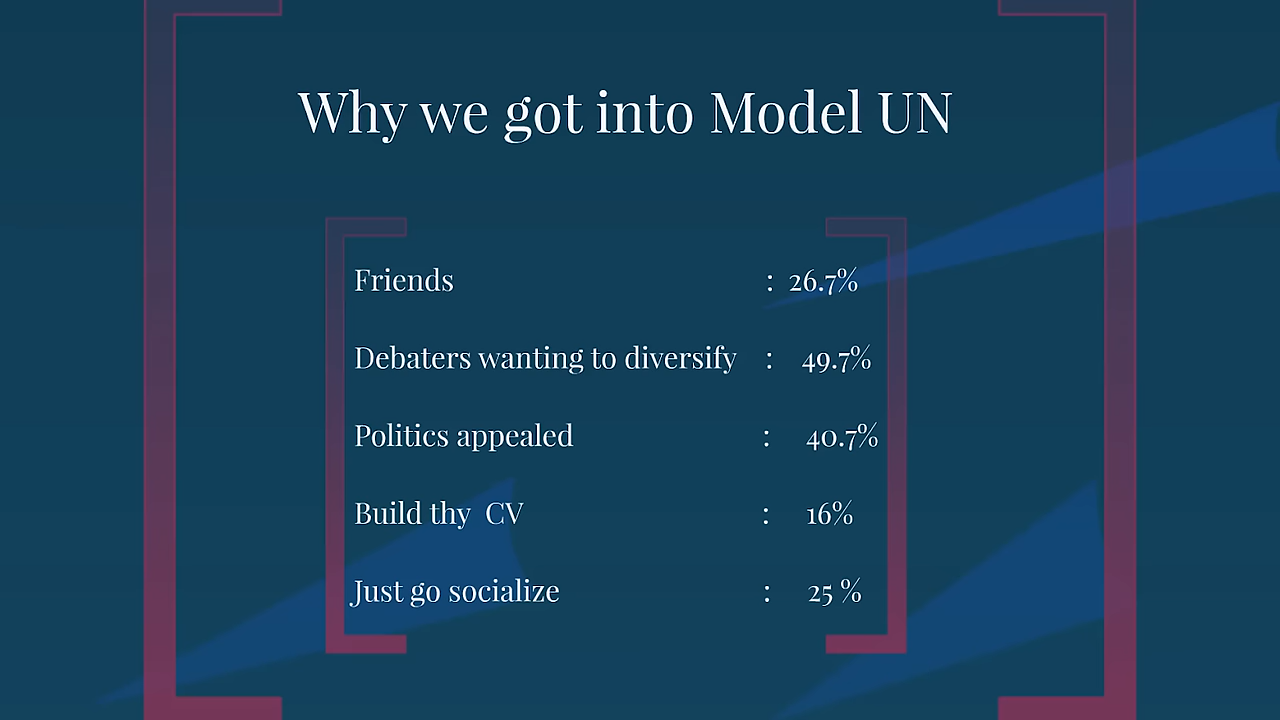 Why we got into Model UN
Friends : 26.7%
Debaters wanting to diversify : 49.7%
Politics appealed : 40.7%
Build thy CV : 16%
Just go socialize : 25 %